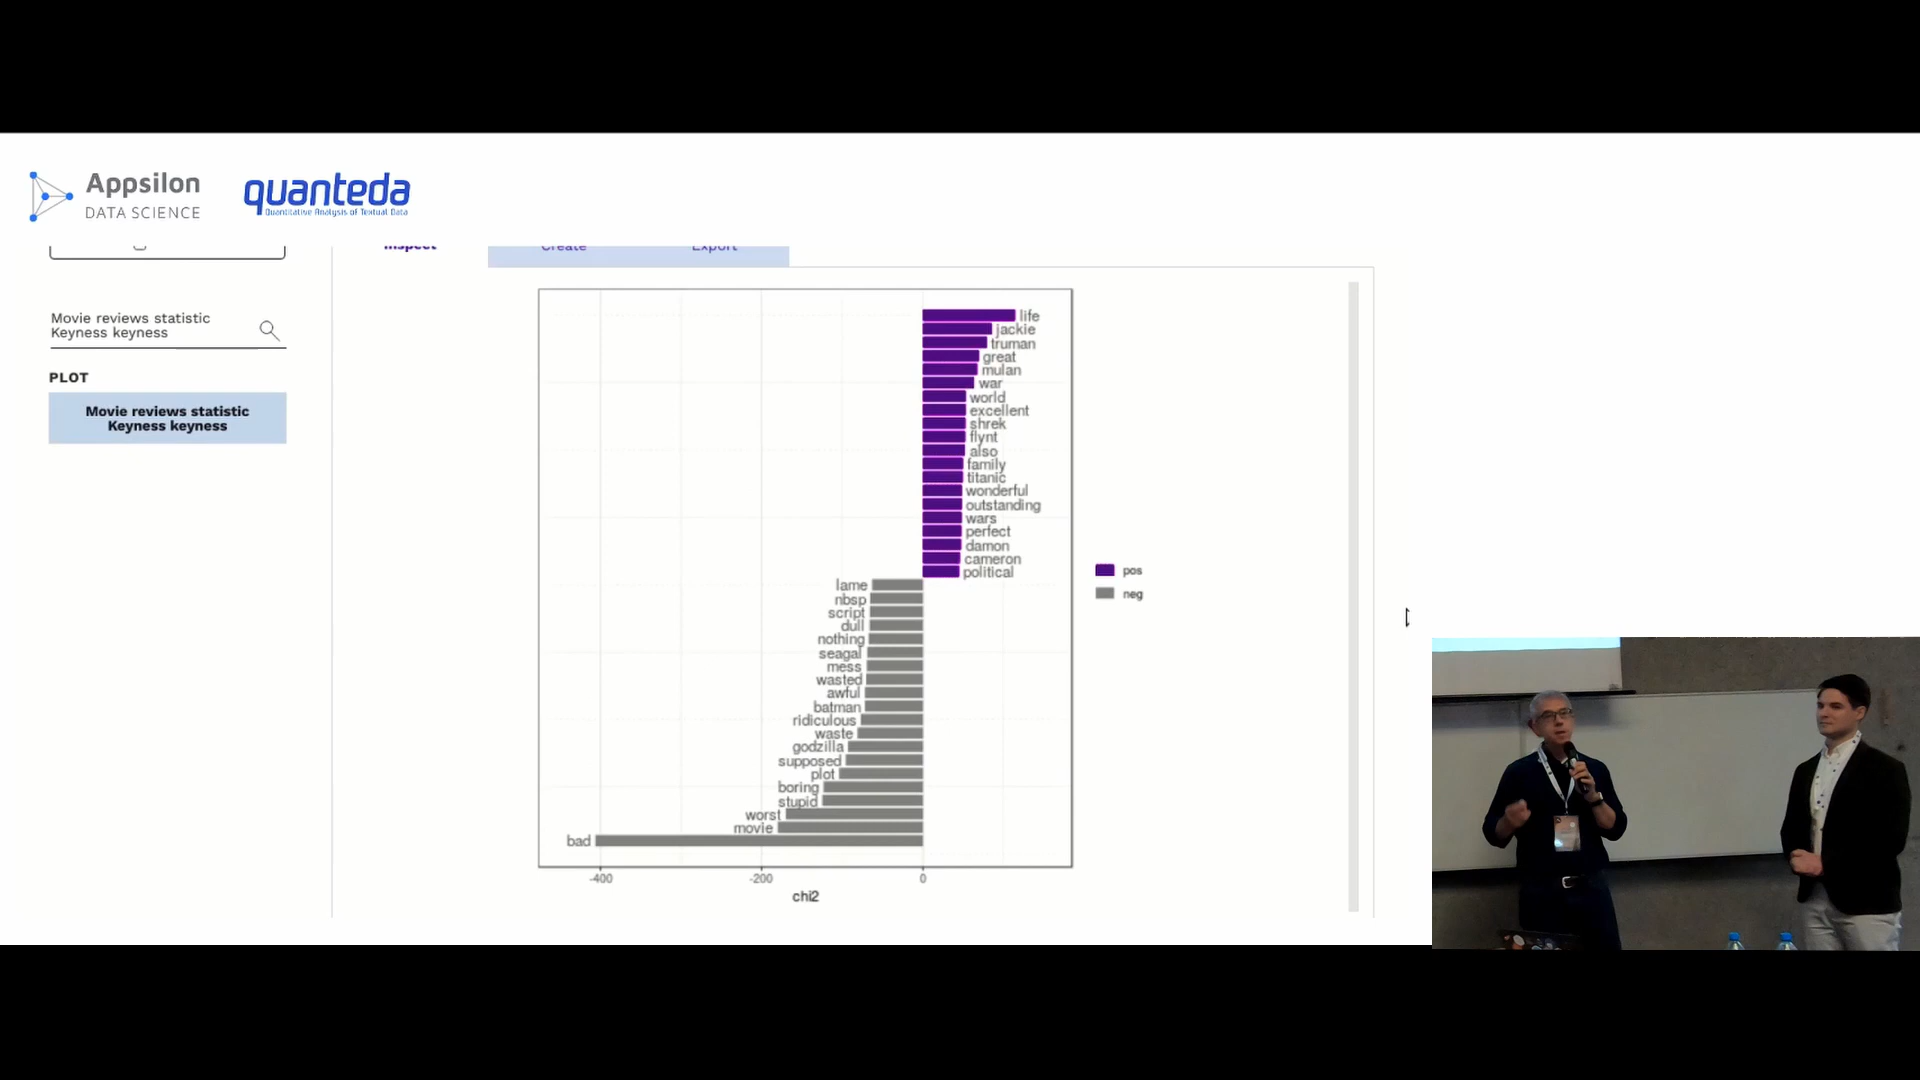 Appsilon
DATA SCIENCE
quanteda
Quantitative Analysis of Textual Data
Inspect
Create
Export
Movie reviews statistic
Keyness keyness
PLOT
Movie reviews statistic
Keyness keyness
life
jackie
truman
great
mulan
war
world
excellent
shrek
flynt
also
family
titanic
wonderful
outstanding
wars
perfect
damon
cameron
political
lame
nbsp
script
dull
nothing
seagal
mess
wasted
awful
batman
ridiculous
waste
godzilla
supposed
plot
boring
stupid
worst
movie
bad
pos
neg
-400
-200
0
chi2